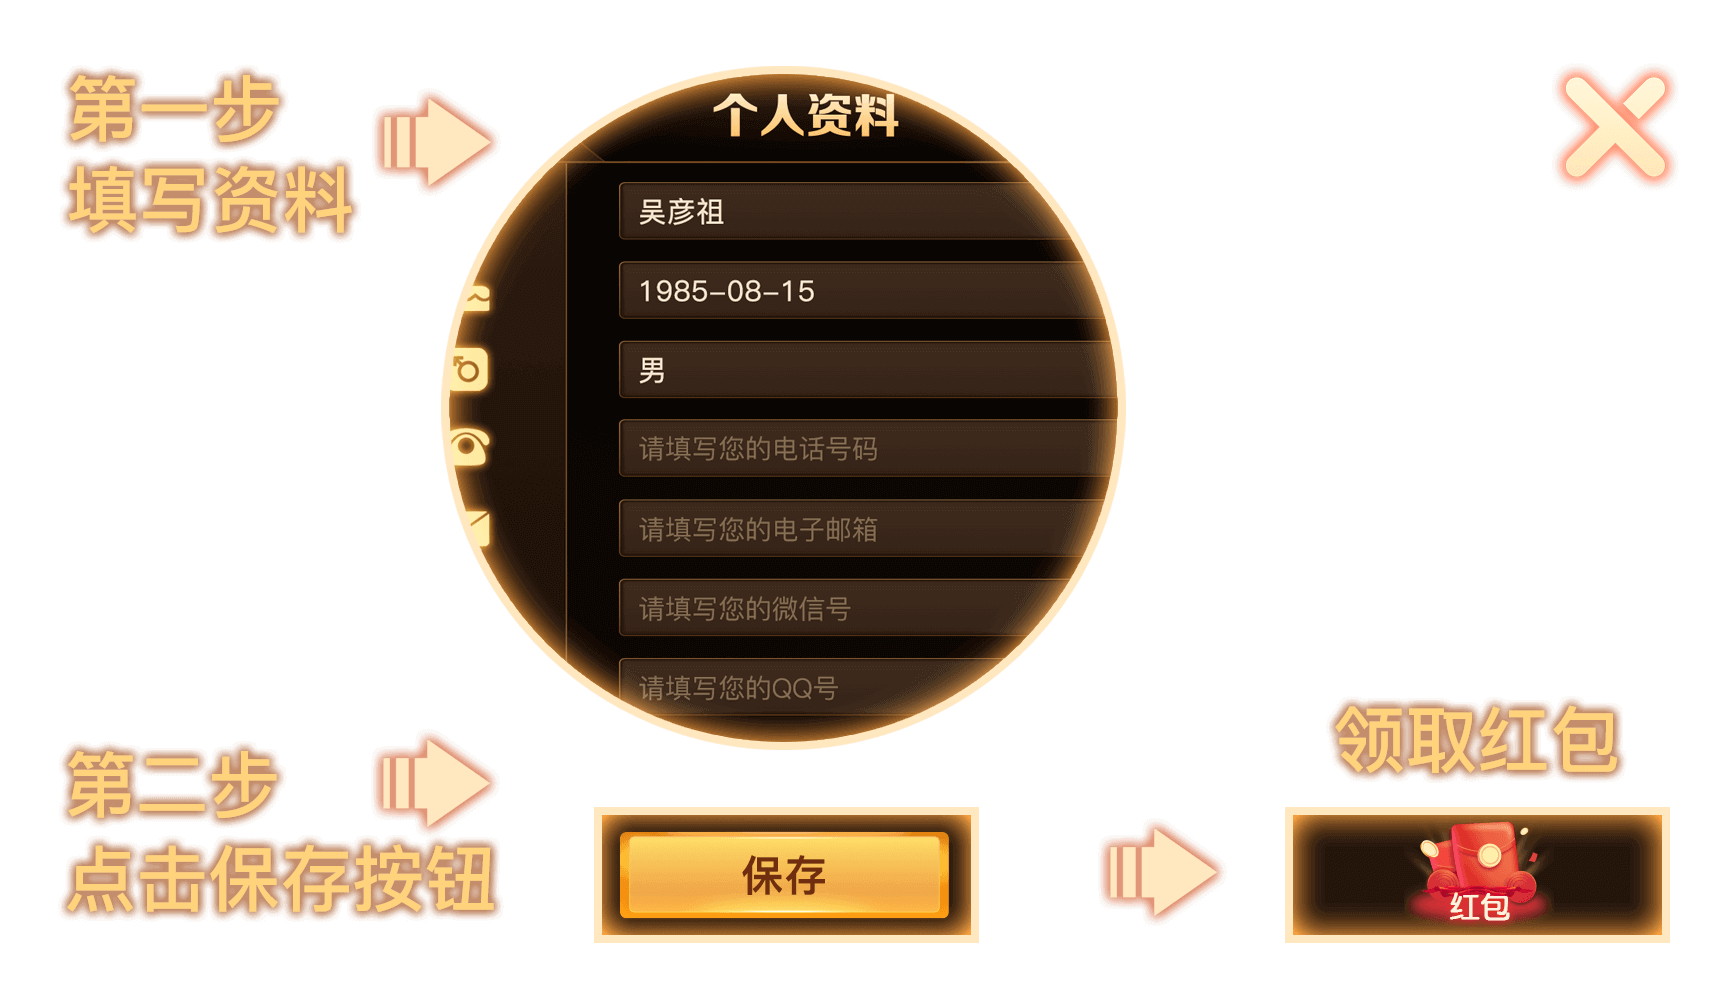 第一步
填写资料
个人资料
吴彦祖
1985-08-15
男
请填写您的电话号码
请填写您的电子邮箱
请填写您的微信号
请填写您的QQ号
第二步
点击保存按钮
保存
领取红包
红包